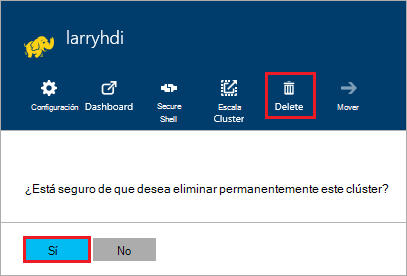 larryhdi
Configuración
Dashboard
Secure
Shell
Escala
Cluster
Delete
Mover
¿Está seguro de que desea eliminar permanentemente este clúster?
Sí
No